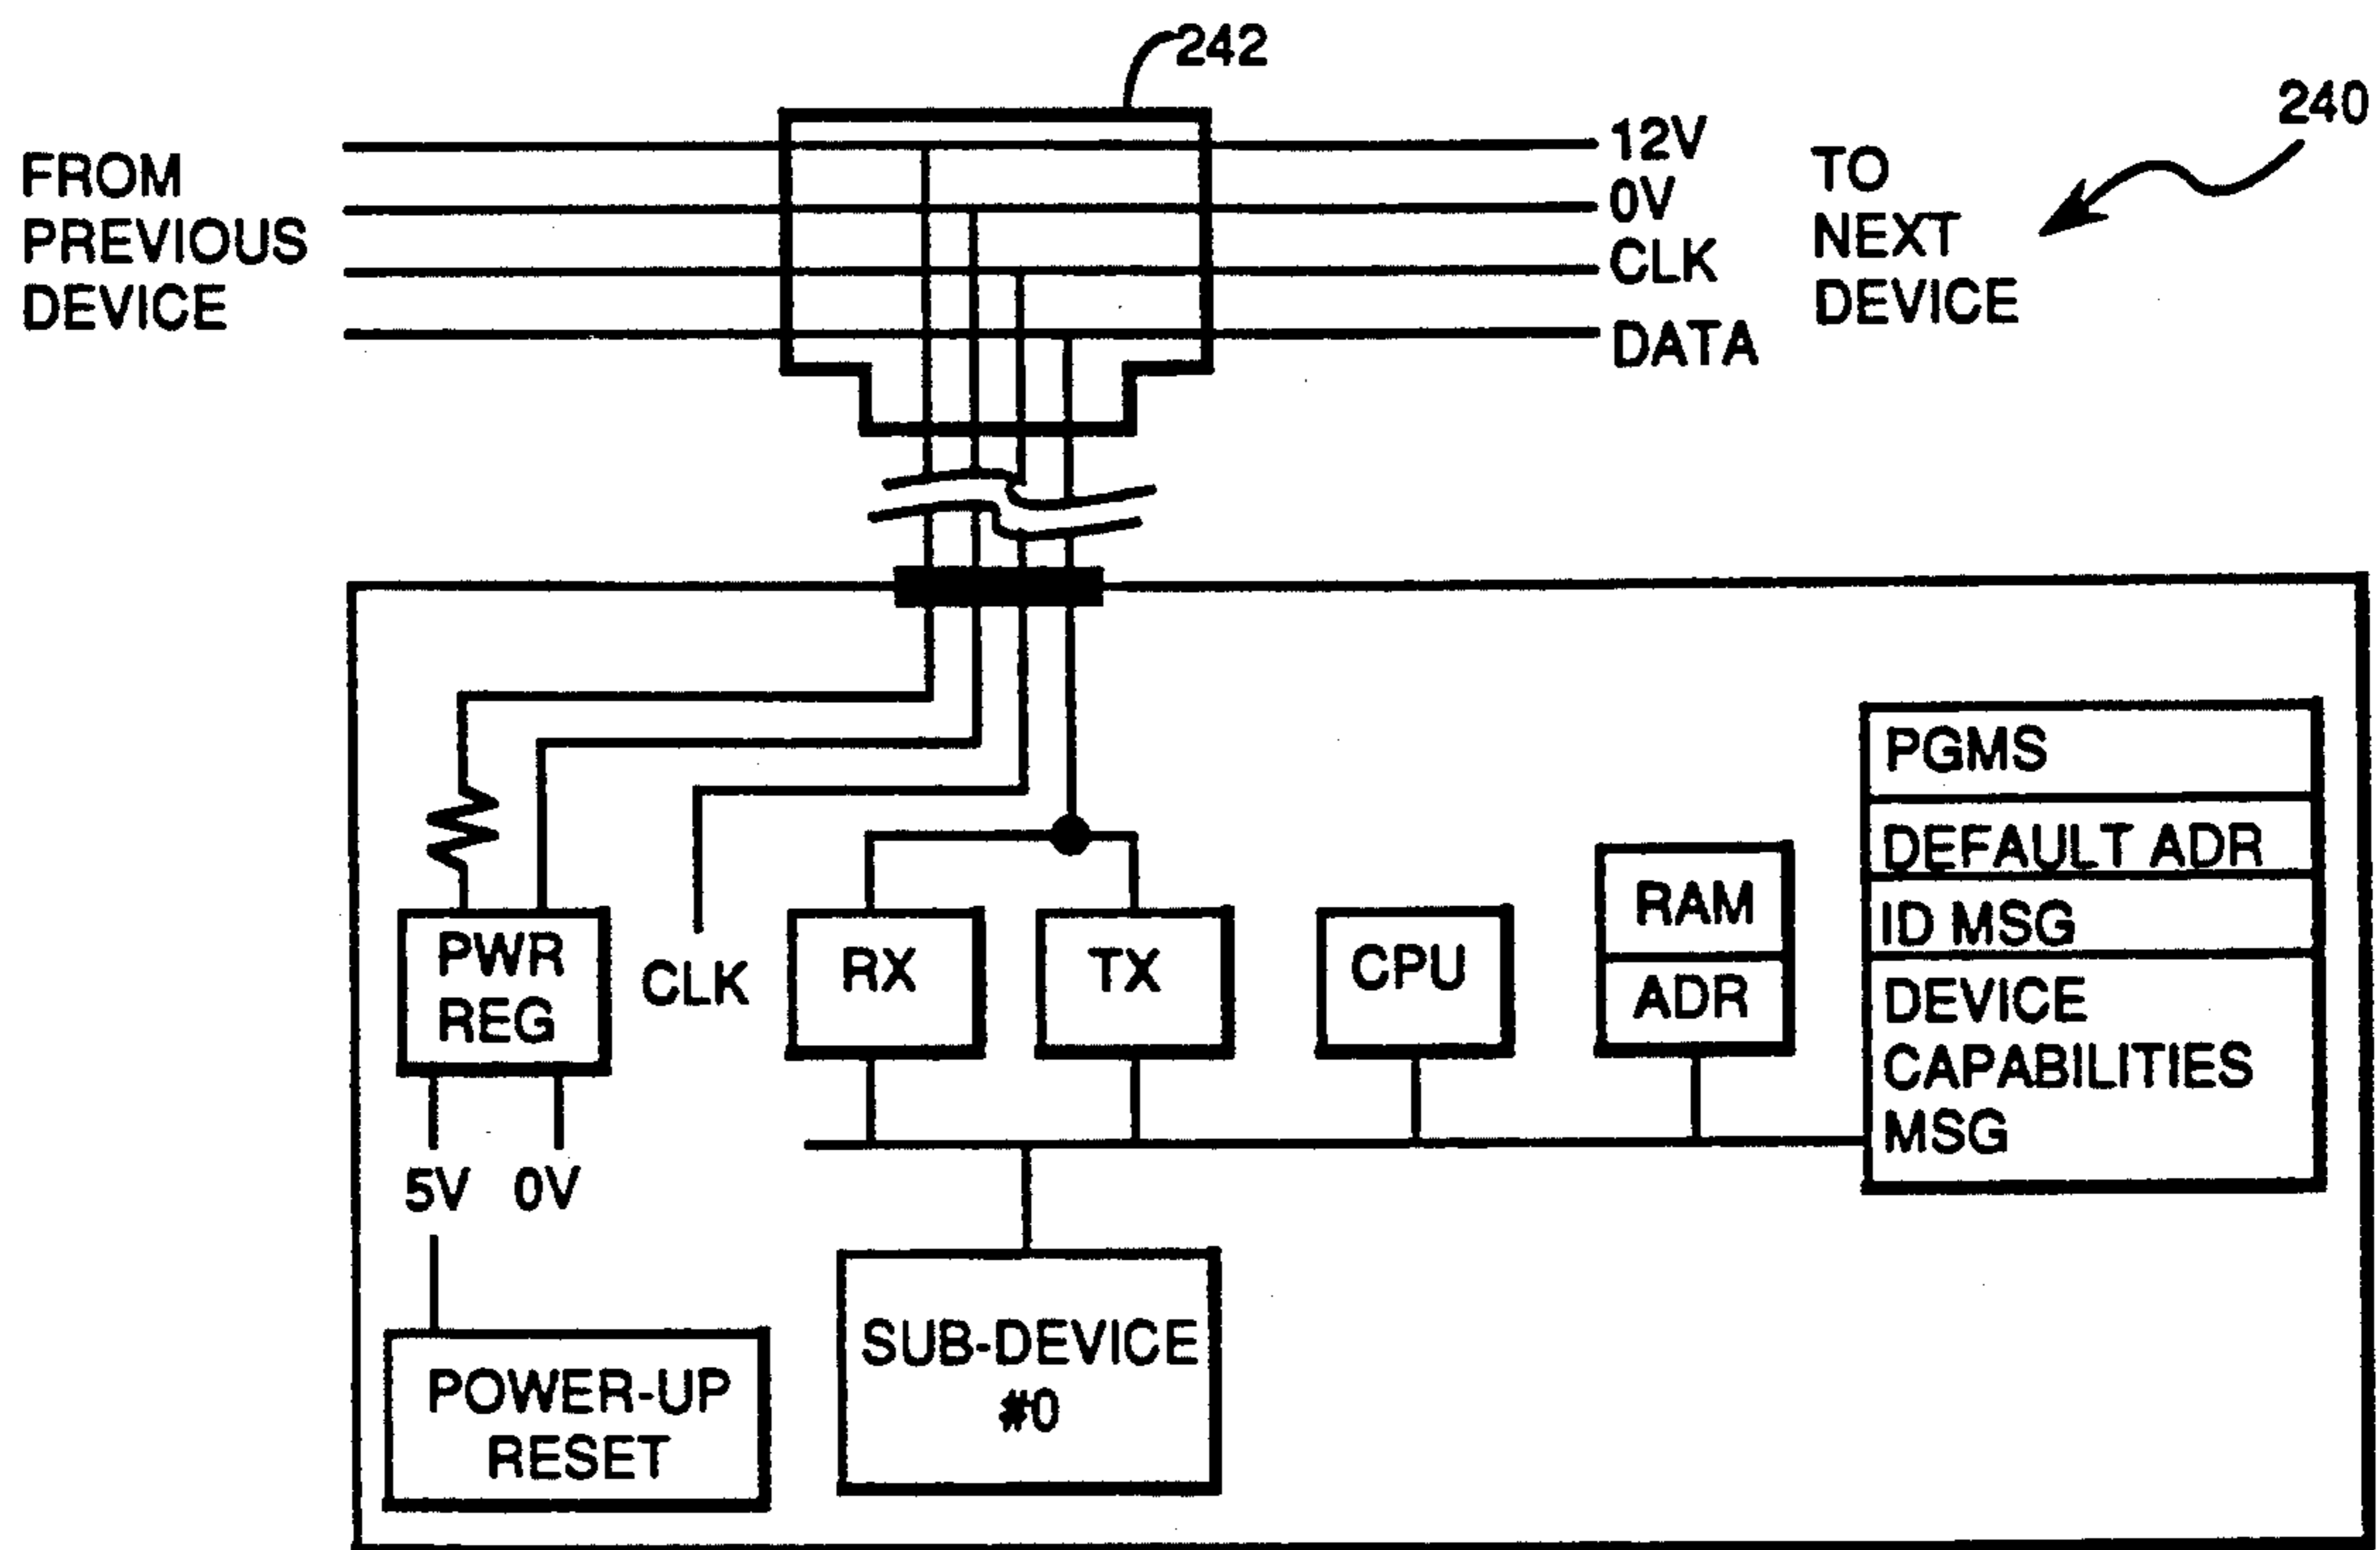 242
240
FROM
PREVIOUS
DEVICE
12V
0V
CLK
DATA
TO
NEXT
DEVICE
PWR
REG
CLK
RX
TX
CPU
RAM
ADR
PGMS
DEFAULT ADR
ID MSG
DEVICE
CAPABILITIES
MSG
5V 0V
POWER-UP
RESET
SUB-DEVICE
#0